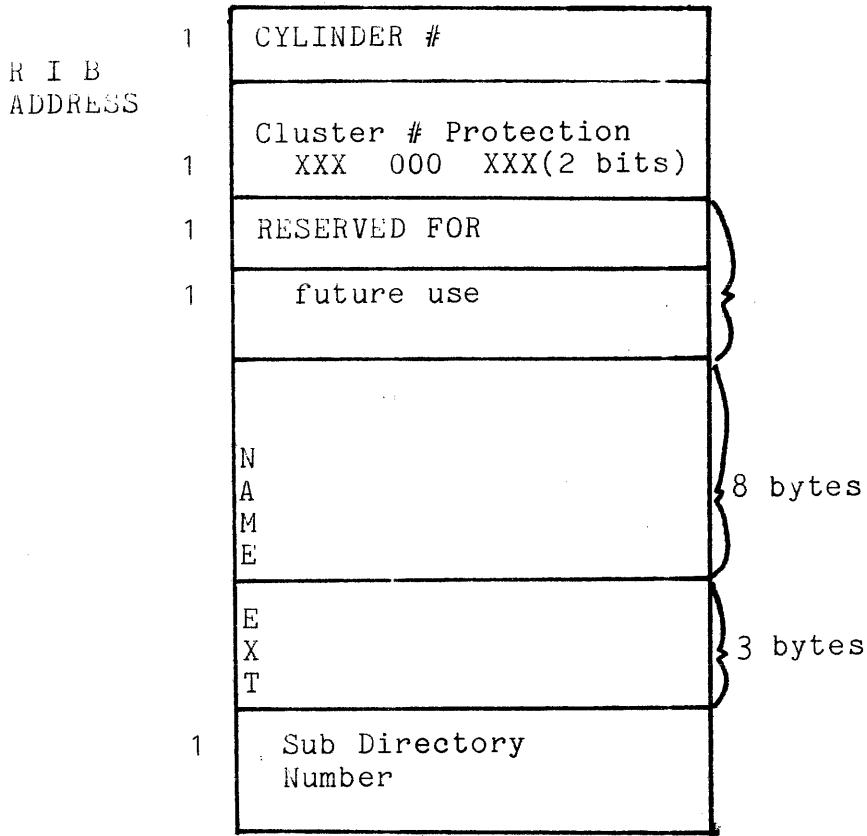 1 CYLINDER #
R I B
ADDRESS
Cluster # Protection
1 XXX 000 XXX(2 bits)
1 RESERVED FOR
1 future use
N
A
M
E
8 bytes
E
X
T
3 bytes
1 Sub Directory
Number